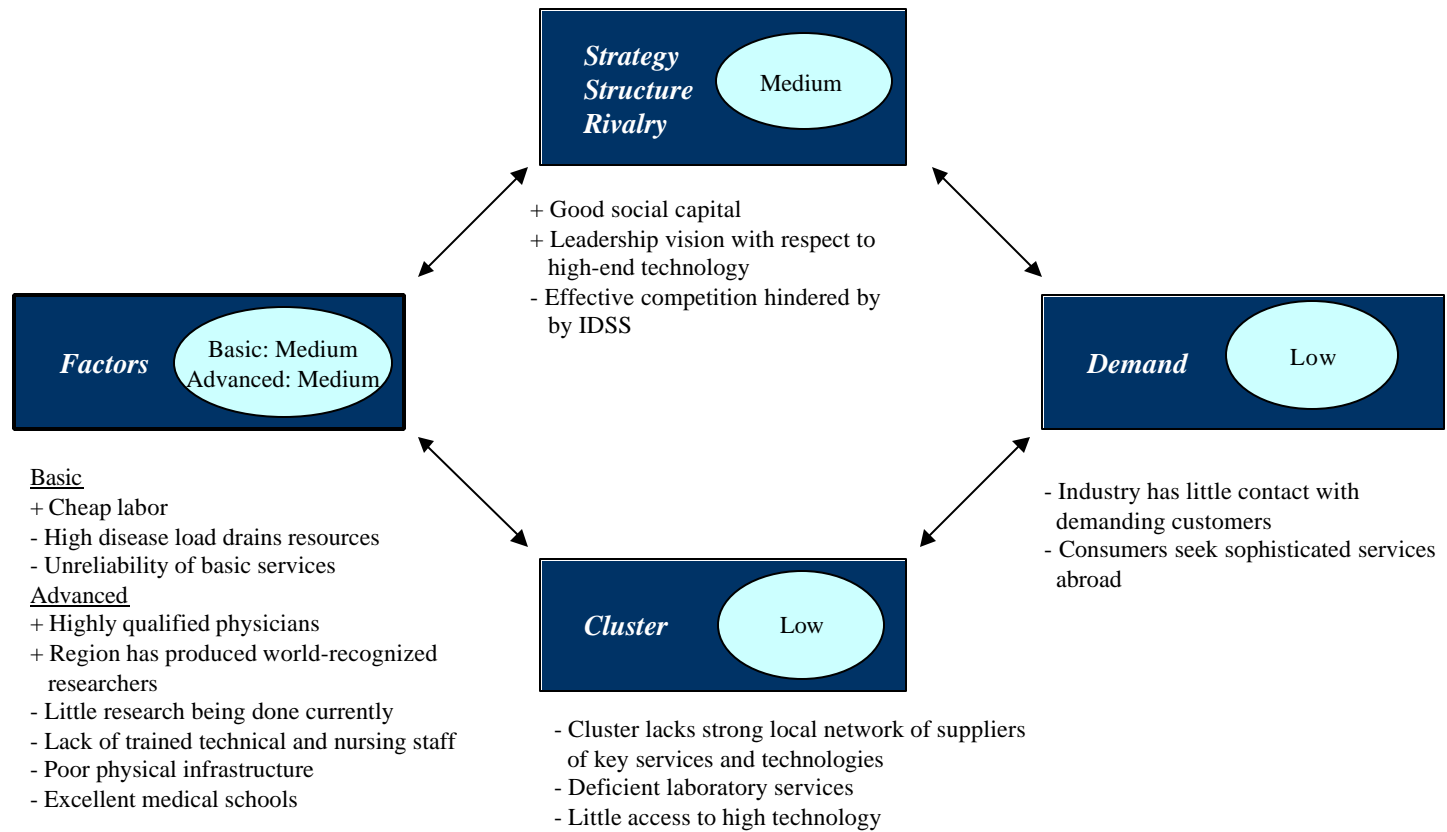 Strategy
Structure
Rivalry
Medium
+ Good social capital
+ Leadership vision with respect to
high-end technology
- Effective competition hindered by
by IDSS
Factors
Basic: Medium
Advanced: Medium
Demand
Low
Basic
+ Cheap labor
- High disease load drains resources
- Unreliability of basic services
Advanced
+ Highly qualified physicians
+ Region has produced world-recognized
researchers
- Little research being done currently
- Lack of trained technical and nursing staff
- Poor physical infrastructure
- Excellent medical schools
- Industry has little contact with
demanding customers
- Consumers seek sophisticated services
abroad
Cluster
Low
- Cluster lacks strong local network of suppliers
of key services and technologies
- Deficient laboratory services
- Little access to high technology